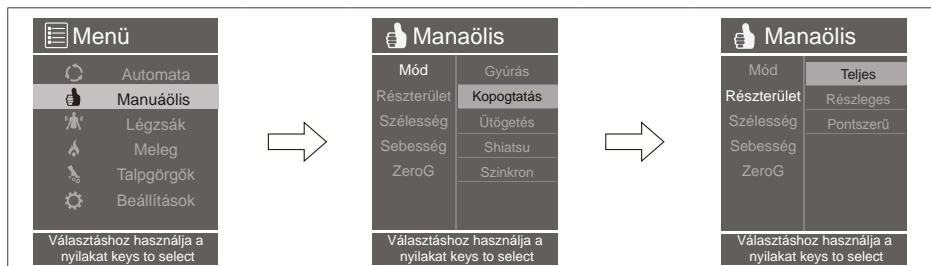 Menü
Automata
Manuáölis
Légzsák
Meleg
Talpgörgők
Beállítások
Választáshoz használja a
nyilakat keys to select
Manaölis
Mód
Részterület
Szélesség
Sebesség
ZeroG
Gyúrás
Kopogtatás
Ütögetés
Shiatsu
Szinkron
Választáshoz használja a
nyilakat keys to select
Manaölis
Mód
Részterület
Szélesség
Sebesség
ZeroG
Teljes
Részleges
Pontszerű
Választáshoz használja a
nyilakat keys to select